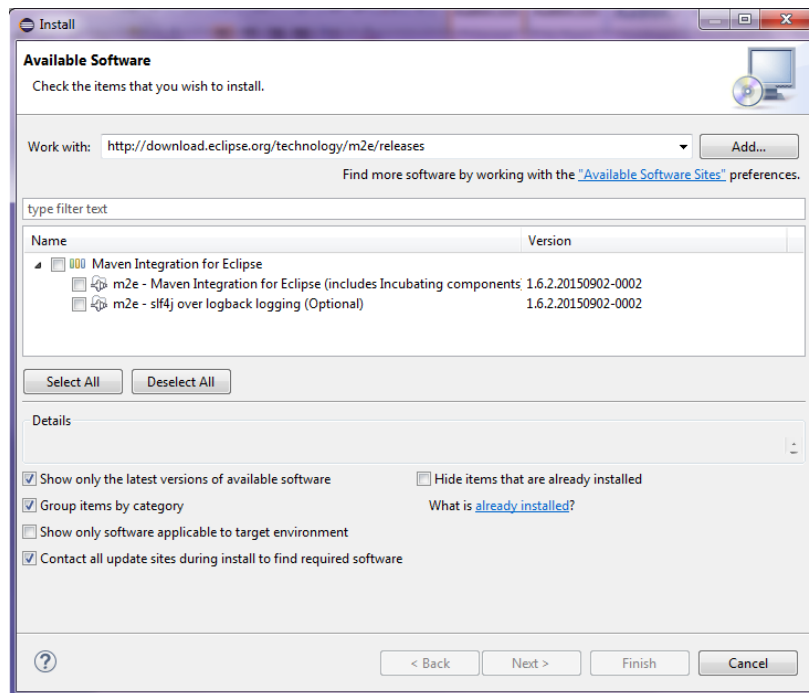 Install
Available Software
Check the items that you wish to install.
Work with: http://download.eclipse.org/technology/m2e/releases Add...
Find more software by working with the "Available Software Sites" preferences.
type filter text
Name Version
Maven Integration for Eclipse
m2e - Maven Integration for Eclipse (includes Incubating components 1.6.2.20150902-0002
m2e - slf4j over logback logging (Optional) 1.6.2.20150902-0002
Select All Deselect All
Details
Show only the latest versions of available software Hide items that are already installed
Group items by category What is already installed?
Show only software applicable to target environment
Contact all update sites during install to find required software
? < Back Next > Finish Cancel